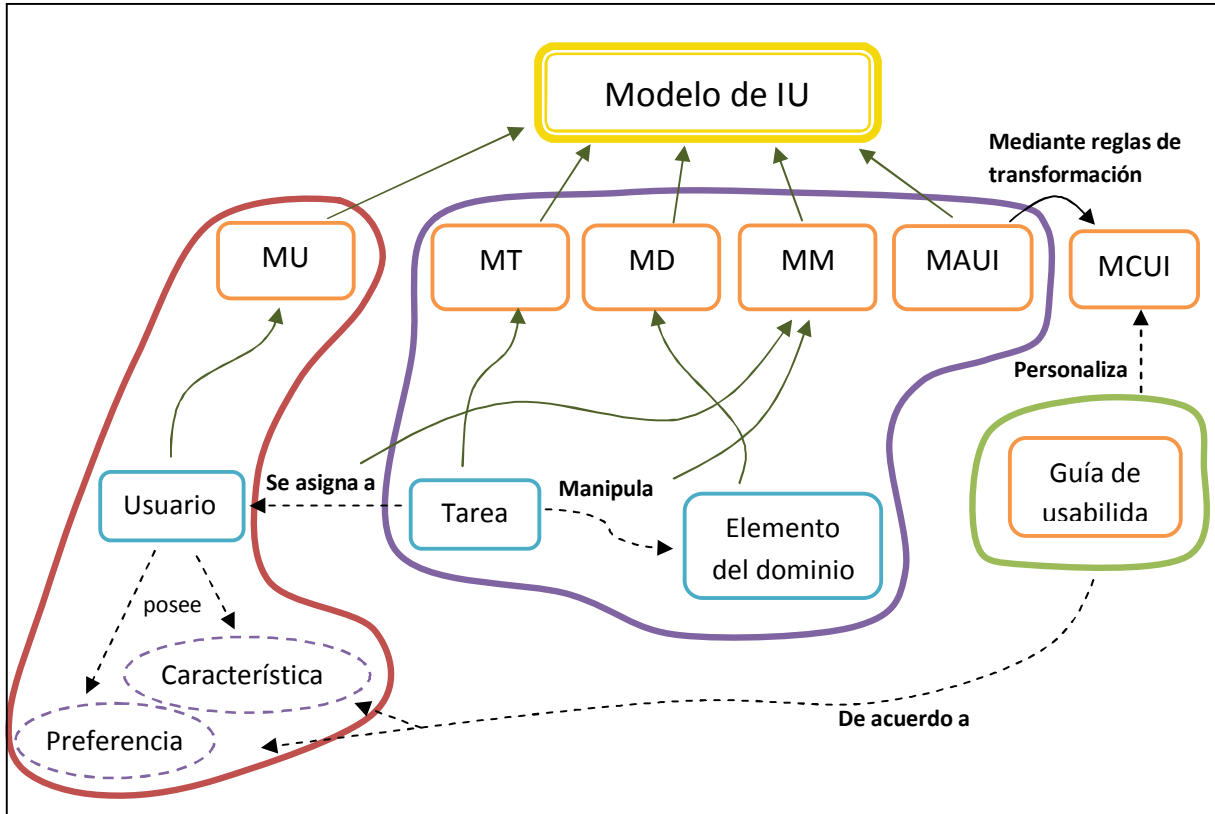 Modelo de IU
Mediante reglas de
transformación
MU
MT
MD
MM
MAUI
MCUI
Personaliza
Usuario
Se asigna a
Tarea
Manipula
Elemento
del dominio
Guía de
usabilida
posee
Característica
Preferencia
De acuerdo a